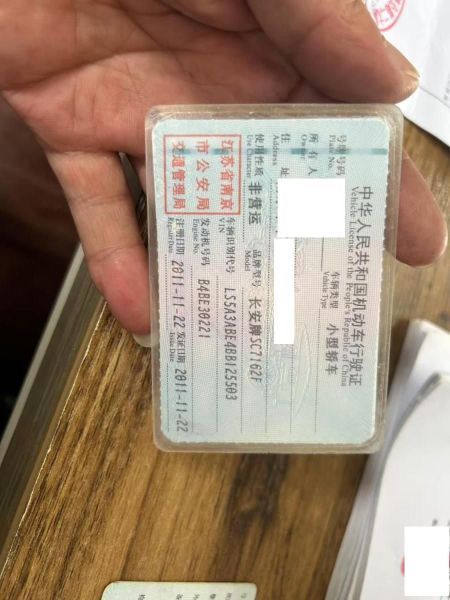 中华人民共和国机动车行驶证
Vehicle License of the People's Republic of China
号牌号码
Plate No.
车辆类型 小型轿车
Vehicle Type
所有人
Owner
住址
Address
使用性质 非营运
Use Character
品牌型号 长安牌SC7162F
Model
江苏省南京
市公安局
交通管理局
车辆识别代号 LS5A3ABE4BB125503
VIN
发动机号码 B4BE30221
Engine No.
注册日期 2011-11-22
Register Date
发证日期 2011-11-22
Issue Date